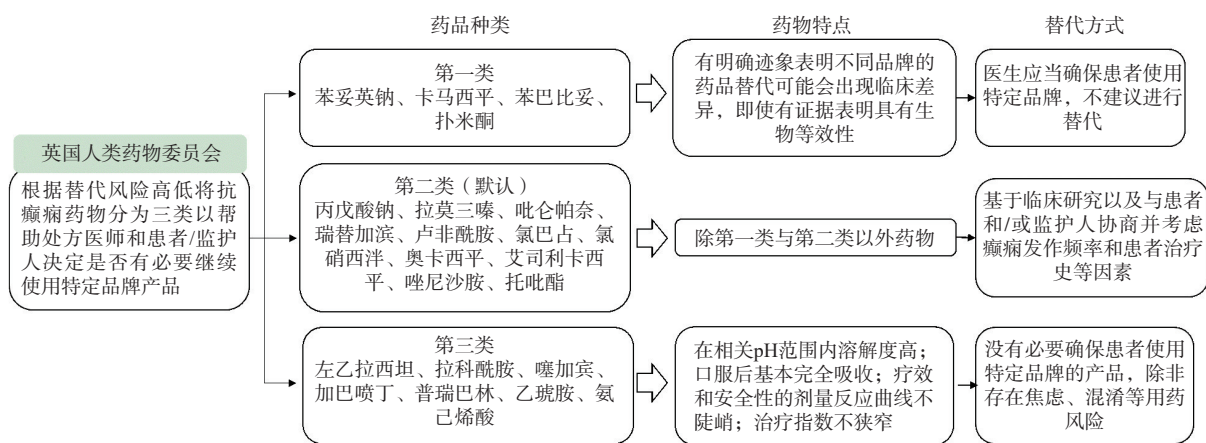 药品种类
药物特点
替代方式
英国人类药物委员会
根据替代风险高低将抗
癫痫药物分为三类以帮
助处方医师和患者/监护
人决定是否有必要继续
使用特定品牌产品
第一类
苯妥英钠、卡马西平、苯巴比妥、
扑米酮
有明确迹象表明不同品牌的
药品替代可能会出现临床差
异，即使有证据表明具有生
物等效性
医生应当确保患者使用
特定品牌，不建议进行
替代
第二类（默认）
丙戊酸钠、拉莫三嗪、吡仑帕奈、
瑞替加滨、卢非酰胺、氯巴占、氯
硝西泮、奥卡西平、艾司利卡西
平、唑尼沙胺、托吡酯
除第一类与第二类以外药物
基于临床研究以及与患者
和/或监护人协商并考虑
癫痫发作频率和患者治疗
史等因素
第三类
左乙拉西坦、拉科酰胺、噻加宾、
加巴喷丁、普瑞巴林、乙琥胺、氨
己烯酸
在相关pH范围内溶解度高；
口服后基本完全吸收；疗效
和安全性的剂量反应曲线不
陡峭；治疗指数不狭窄
没有必要确保患者使用
特定品牌的产品，除非
存在焦虑、混淆等用药
风险